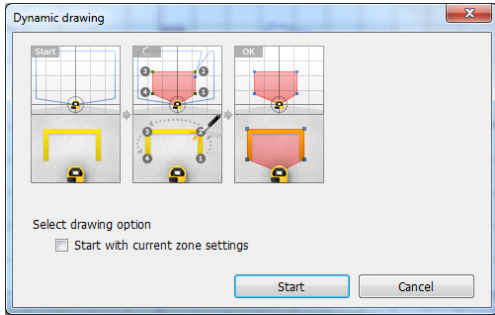 Dynamic drawing
Start
OK
3 2
4 1
3 2
4 1
Select drawing option
Start with current zone settings
Start Cancel